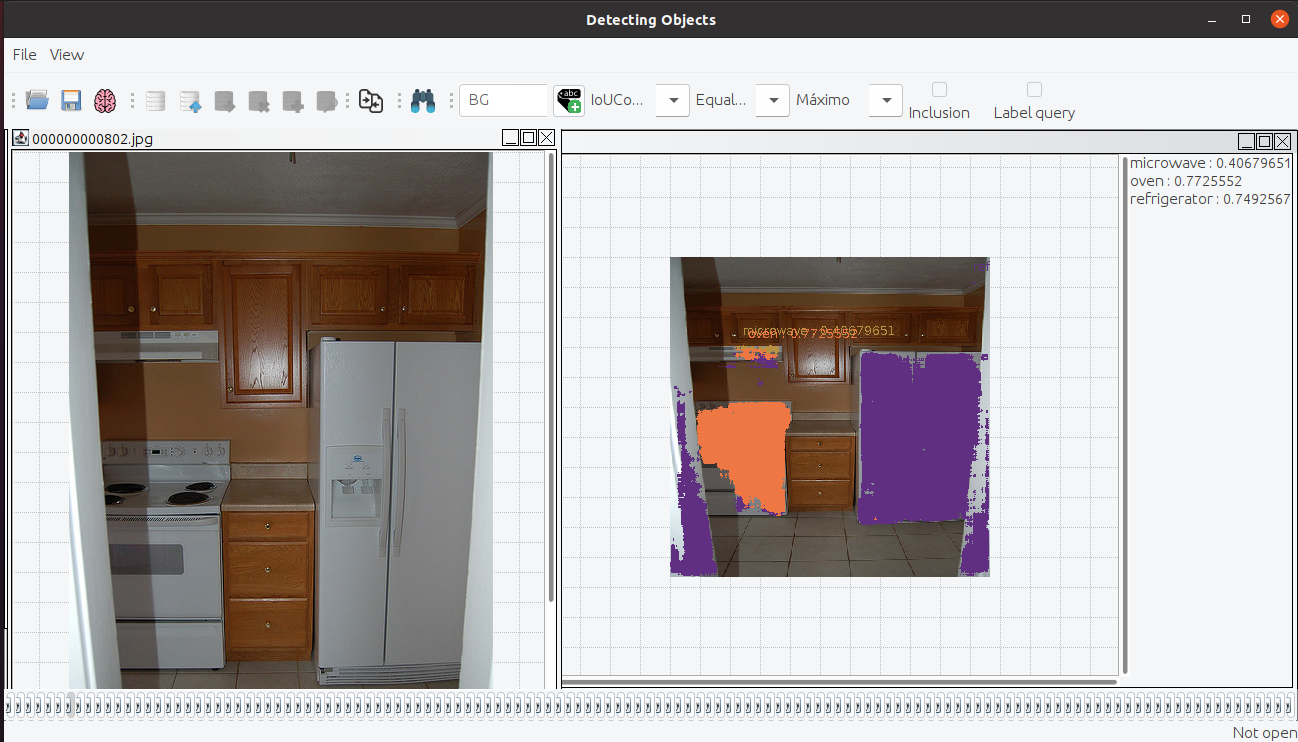 Detecting Objects
File View
BG
abc
IoUCo...
Equal...
Máximo
Inclusion
Label query
000000000802.jpg
microwave : 0.40679651
oven : 0.7725552
refrigerator : 0.7492567
microwave : 0.40679651
oven : 0.7725552
Not open